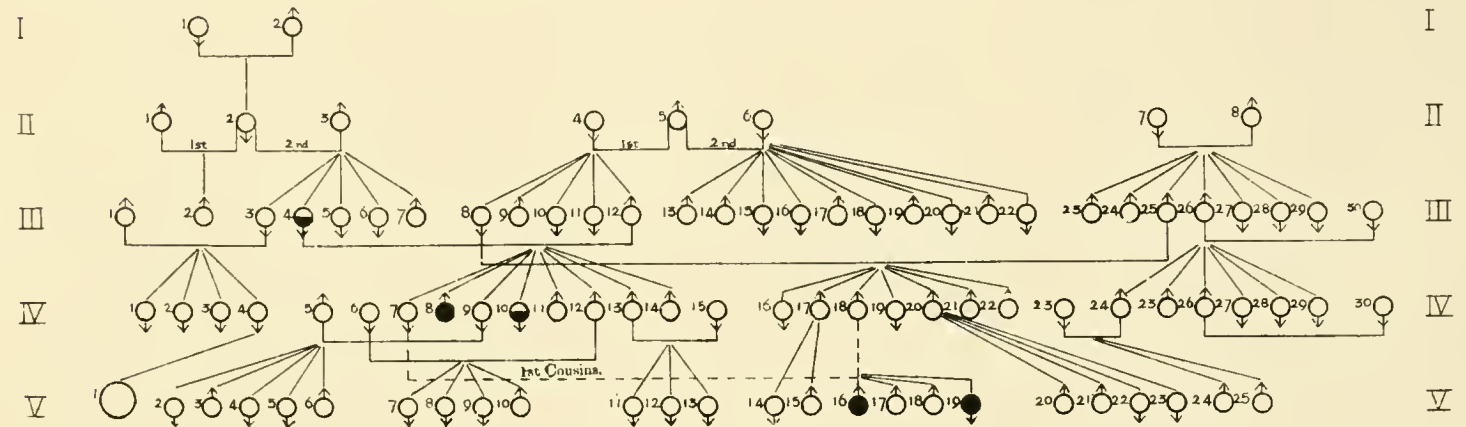 I 1 2 I
II 1 2 3 4 5 6 7 8 II
1st 2nd 1st 2nd
III 1 2 3 4 5 6 7 8 9 10 11 12 13 14 15 16 17 18 19 20 21 22 23 24 25 26 27 28 29 30 III
IV 1 2 3 4 5 6 7 8 9 10 11 12 13 14 15 16 17 18 19 20 21 22 23 24 25 26 27 28 29 30 IV
1st Cousins.
V 1 2 3 4 5 6 7 8 9 10 11 12 13 14 15 16 17 18 19 20 21 22 23 24 25 V